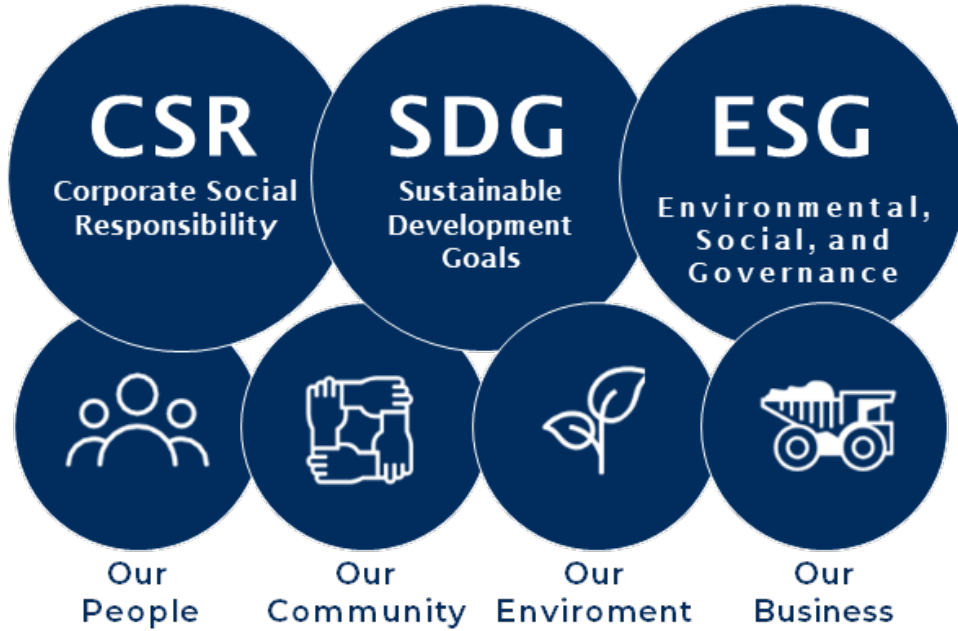 CSR
Corporate Social
Responsibility
SDG
Sustainable
Development
Goals
ESG
Environmental,
Social, and
Governance
Our
People
Our
Community
Our
Enviroment
Our
Business